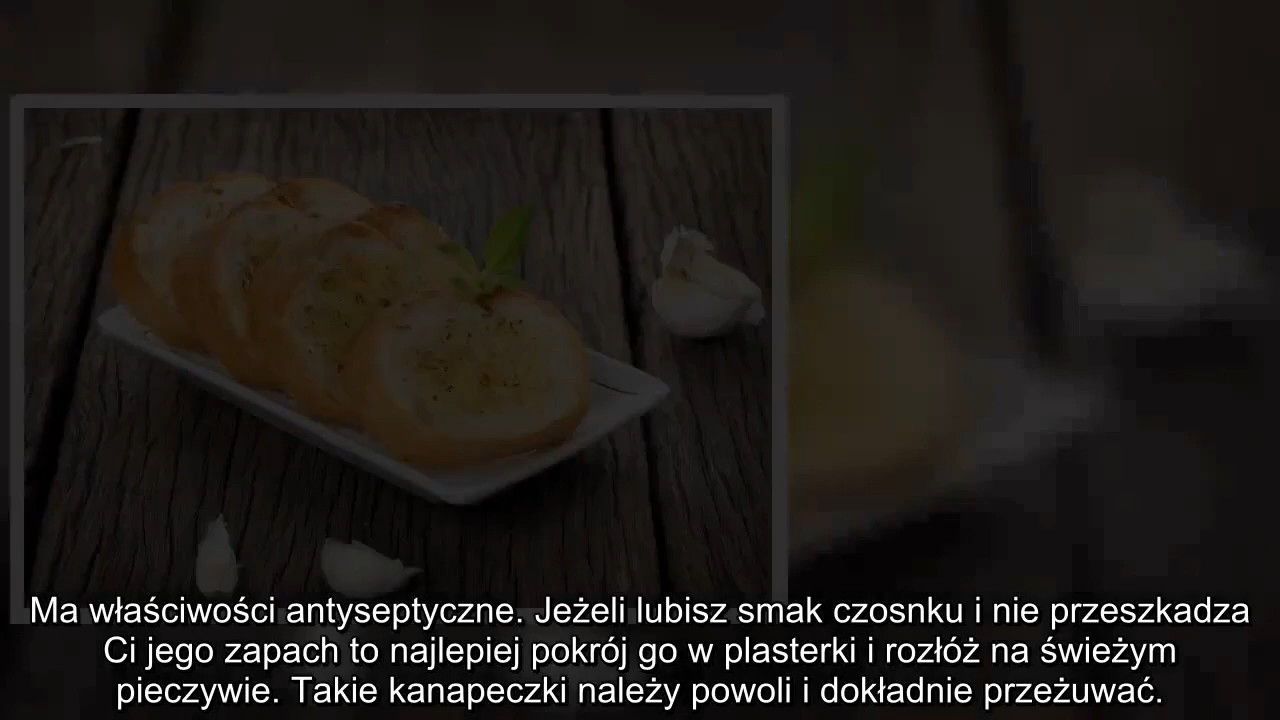 Ma właściwości antyseptyczne. Jeżeli lubisz smak czosnku i nie przeszkadza
Ci jego zapach to najlepiej pokrój go w plasterki i rozłóż na świeżym
pieczywie. Takie kanapeczki należy powoli i dokładnie przeżuwać.